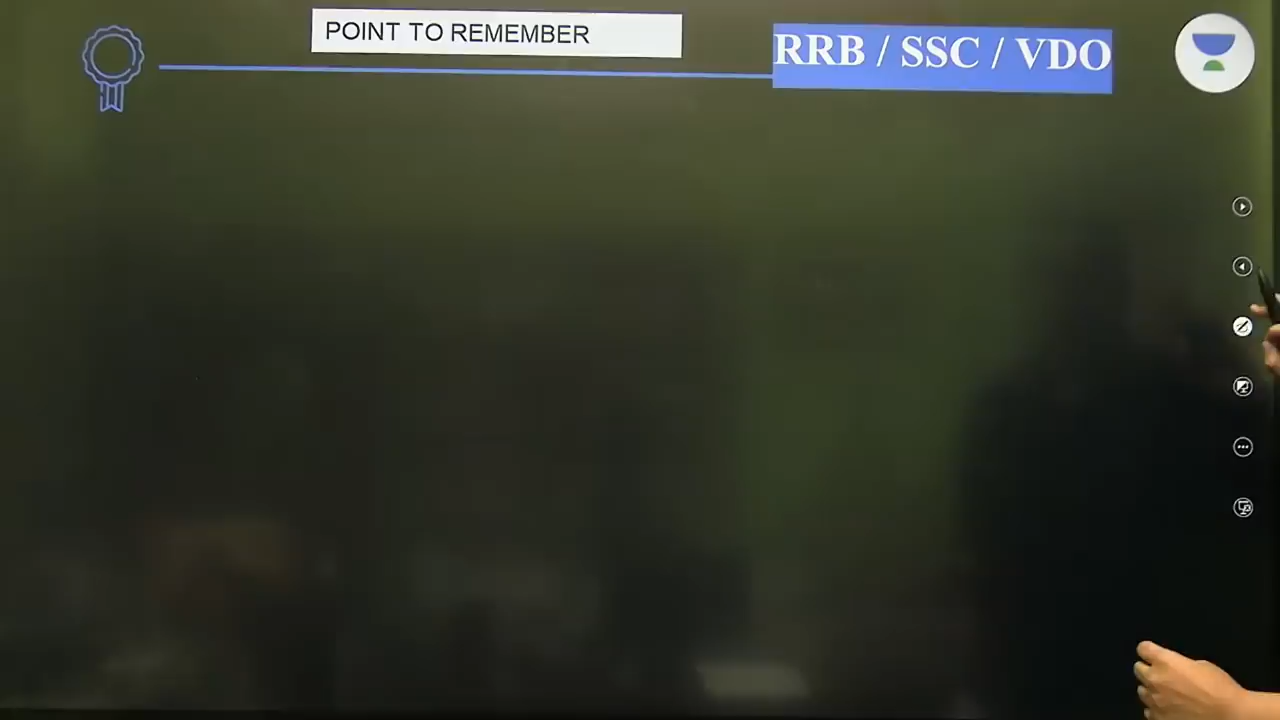 POINT TO REMEMBER
RRB / SSC / VDO